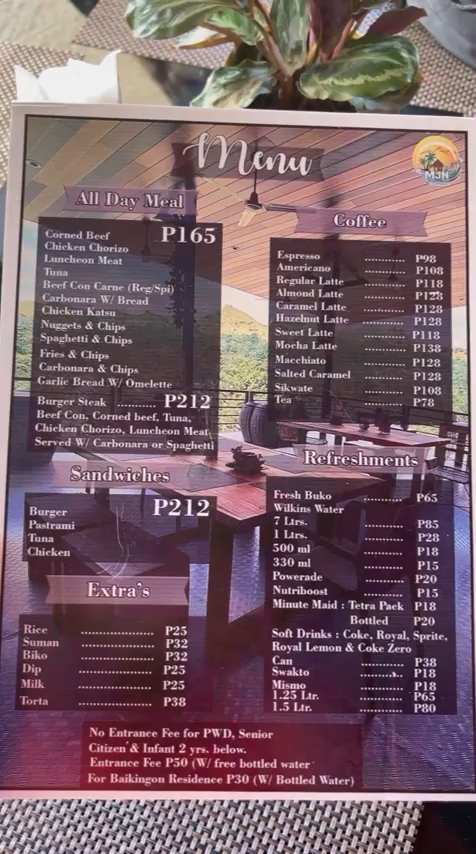 Menu
MJN
All Day Meal
P165
Corned Beef
Chicken Chorizo
Luncheon Meat
Tuna
Beef Con Carne (Reg/Spi)
Carbonara W/ Bread
Chicken Katsu
Nuggets & Chips
Spaghetti & Chips
Fries & Chips
Carbonara & Chips
Garlic Bread W/ Omelette
Burger Steak ........... P212
Beef Con, Corned beef, Tuna,
Chicken Chorizo, Luncheon Meat
Served W/ Carbonara or Spaghetti
Sandwiches
P212
Burger
Pastrami
Tuna
Chicken
Extra's
Rice .................... P25
Suman .................... P32
Biko .................... P32
Dip .................... P25
Milk .................... P25
Torta .................... P38
Coffee
Espresso ........... P98
Americano ........... P108
Regular Latte ........... P118
Almond Latte ........... P128
Caramel Latte ........... P128
Hazelnut Latte ........... P128
Sweet Latte ........... P118
Mocha Latte ........... P138
Macchiato ........... P128
Salted Caramel ........... P128
Sikwate ........... P108
Tea ........... P78
Refreshments
Fresh Buko ........... P65
Wilkins Water
7 Ltrs. ........... P85
1 Ltrs. ........... P28
500 ml ........... P18
330 ml ........... P15
Powerade ........... P20
Nutriboost ........... P15
Minute Maid : Tetra Pack P18
Bottled P20
Soft Drinks : Coke, Royal, Sprite,
Royal Lemon & Coke Zero
Can ........... P38
Swakto ........... P18
Mismo ........... P18
1.25 Ltr. ........... P65
1.5 Ltr. ........... P80
No Entrance Fee for PWD, Senior
Citizen & Infant 2 yrs. below.
Entrance Fee P50 (W/ free bottled water
For Baikingon Residence P30 (W/ Bottled Water)